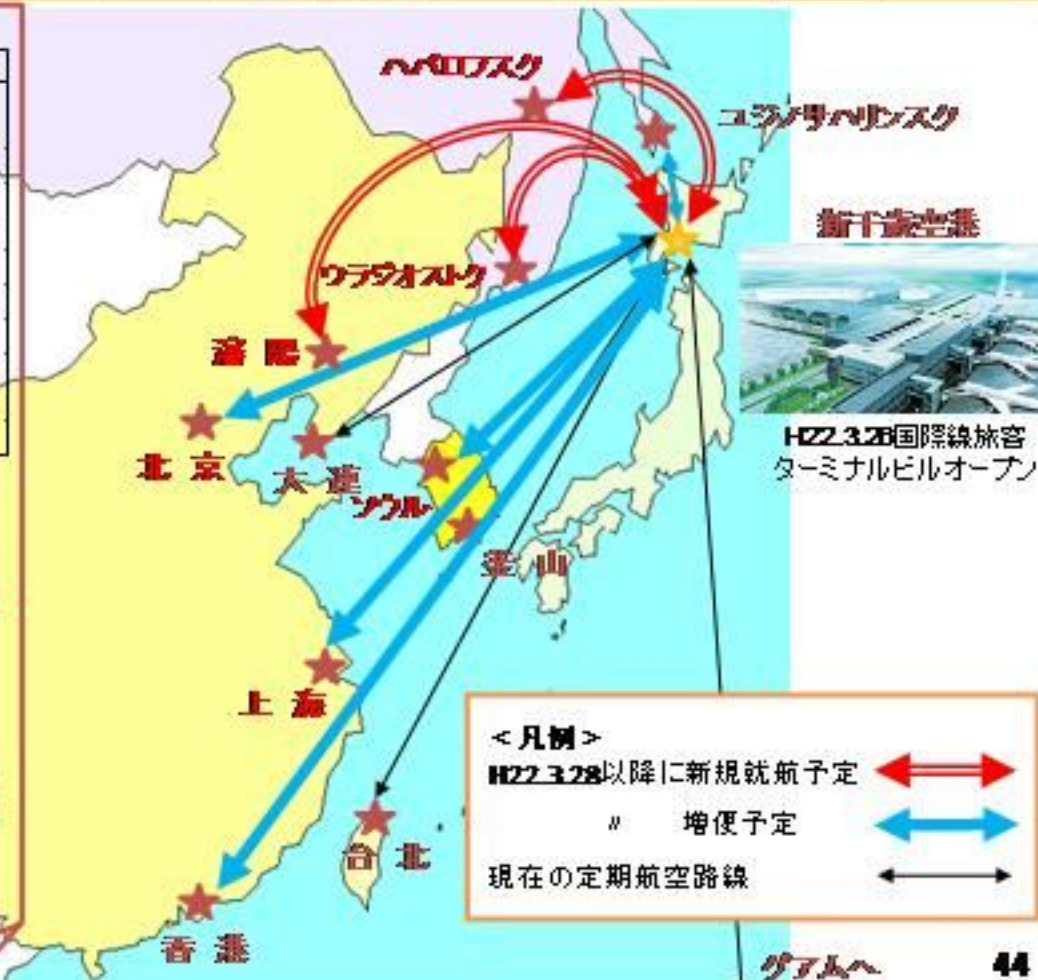 ハバロフスク
ユジノサハリンスク
新千歳空港
ウラジオストク
瀋 陽
H22.3.26国際線旅客
ターミナルビルオープン
北 京
大 連
ソウル
釜 山
上 海
<凡例>
H22.3.28以降に新規就航予定
〃 増便予定
現在の定期航空路線
台 北
香 港
グアムへ
44